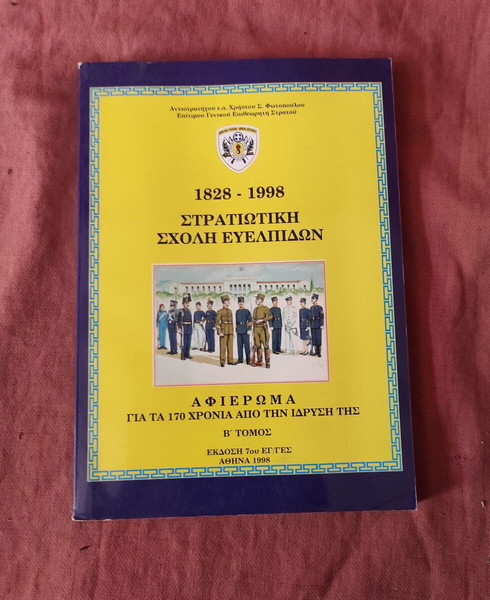 Αντιστρατήγου ε.α. Χρήστου Σ. Φωτοπούλου
Επίτιμου Γενικού Επιθεωρητή Στρατού
1828 - 1998
ΣΤΡΑΤΙΩΤΙΚΗ
ΣΧΟΛΗ ΕΥΕΛΠΙΔΩΝ
ΑΦΙΕΡΩΜΑ
ΓΙΑ ΤΑ 170 ΧΡΟΝΙΑ ΑΠΟ ΤΗΝ ΙΔΡΥΣΗ ΤΗΣ
Β΄ ΤΟΜΟΣ
ΕΚΔΟΣΗ 7ου ΕΓ/ΓΕΣ
ΑΘΗΝΑ 1998